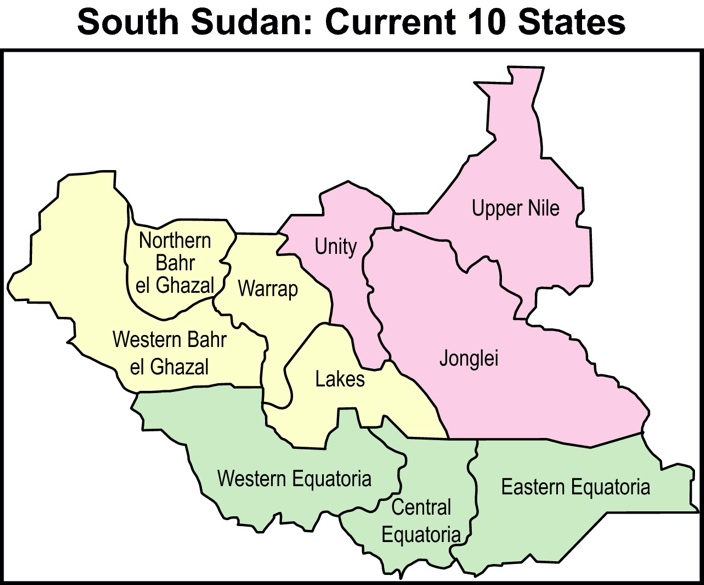 South Sudan: Current 10 States
Upper Nile
Northern
Bahr
el Ghazal
Unity
Warrap
Western Bahr
el Ghazal
Jonglei
Lakes
Western Equatoria
Eastern Equatoria
Central
Equatoria